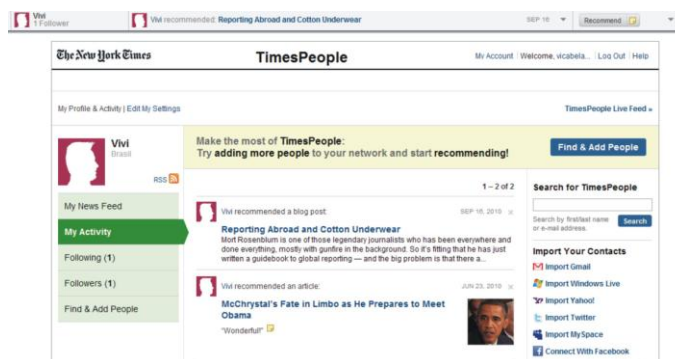 Vivi
1 Follower
Vivi recommended: Reporting Abroad and Cotton Underwear
SEP 16
Recommend
The New York Times
TimesPeople
My Account Welcome, vicabela... Log Out Help
My Profile & Activity | Edit My Settings
TimesPeople Live Feed »
Vivi
Brasil
RSS
My News Feed
My Activity
Following (1)
Followers (1)
Find & Add People
Make the most of TimesPeople:
Try adding more people to your network and start recommending!
Find & Add People
1 – 2 of 2
Vivi recommended a blog post:
SEP 16, 2010 ×
Reporting Abroad and Cotton Underwear
Mort Rosenblum is one of those legendary journalists who has been everywhere and
done everything, mostly with gunfire in the background. So it's fitting that he has just
written a guidebook to global reporting — and the big problem is that there a...
Vivi recommended an article:
JUN 23, 2010 ×
McChrystal's Fate in Limbo as He Prepares to Meet
Obama
"Wonderful!"
Search for TimesPeople
Search by first/last name
or e-mail address.
Search
Import Your Contacts
Import Gmail
Import Windows Live
Import Yahoo!
Import Twitter
Import MySpace
Connect With Facebook